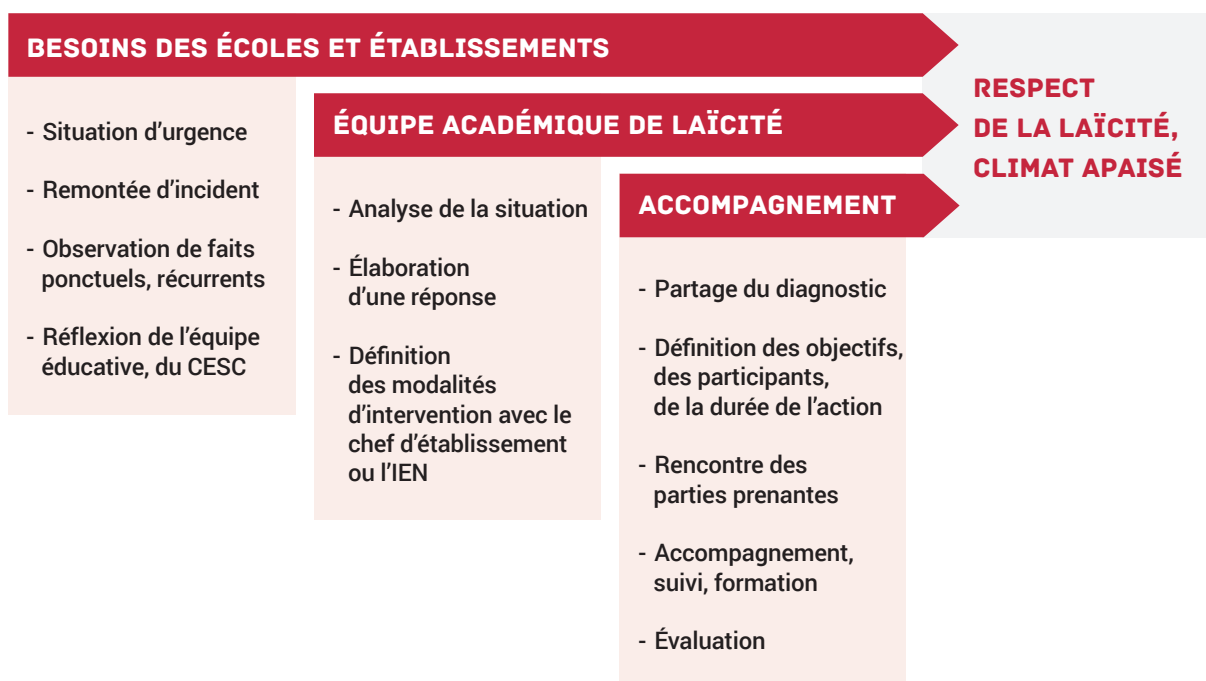 BESOINS DES ÉCOLES ET ÉTABLISSEMENTS
- Situation d’urgence
- Remontée d’incident
- Observation de faits
ponctuels, récurrents
- Réflexion de l’équipe
éducative, du CESC
ÉQUIPE ACADÉMIQUE DE LAÏCITÉ
- Analyse de la situation
- Élaboration
d’une réponse
- Définition
des modalités
d’intervention avec le
chef d’établissement
ou l’IEN
ACCOMPAGNEMENT
- Partage du diagnostic
- Définition des objectifs,
des participants,
de la durée de l’action
- Rencontre des
parties prenantes
- Accompagnement,
suivi, formation
- Évaluation
RESPECT
DE LA LAÏCITÉ,
CLIMAT APAISÉ